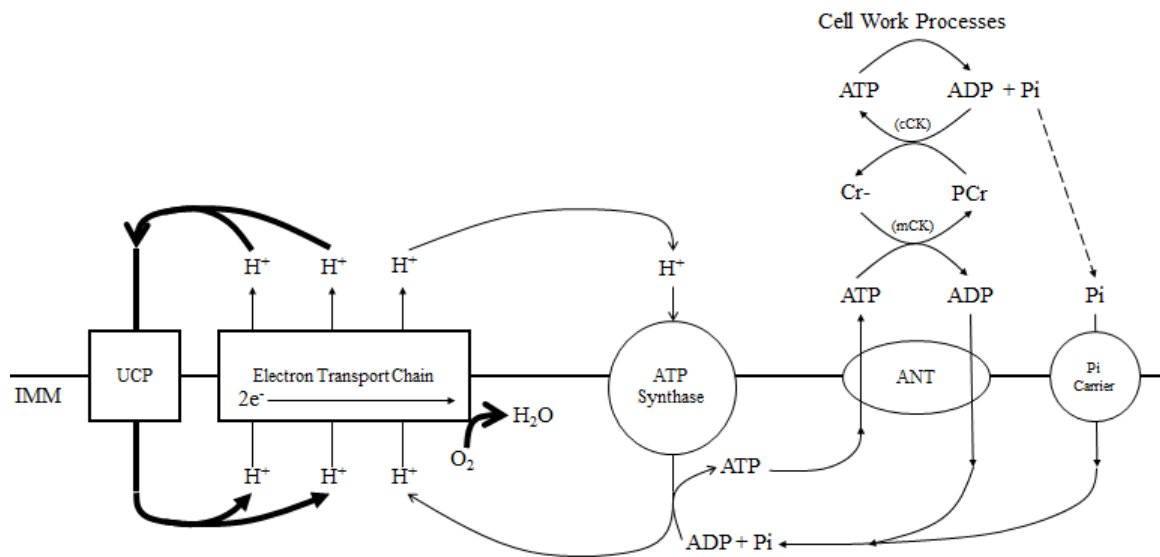 Cell Work Processes
ATP
ADP + Pi
(cCK)
Cr-
PCr
(mCK)
H⁺
H⁺
H⁺
H⁺
ATP
ADP
Pi
UCP
Electron Transport Chain
2e⁻
ATP
Synthase
ANT
Pi
Carrier
IMM
H₂O
O₂
H⁺
H⁺
H⁺
ATP
ADP + Pi